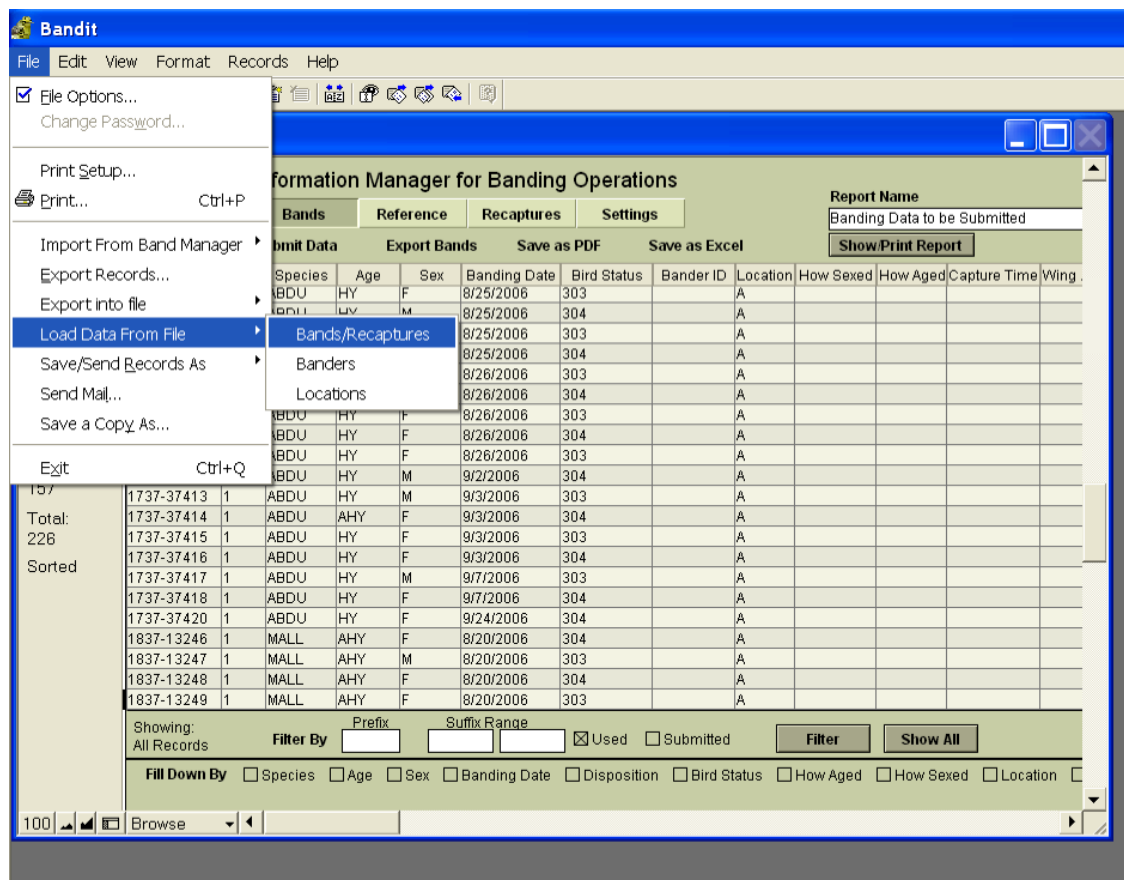 Bandit
File Edit View Format Records Help
File Options...
Change Password...
Print Setup...
Print... Ctrl+P
Import From Band Manager
Export Records...
Export into file
Load Data From File
Save/Send Records As
Send Mail...
Save a Copy As...
Exit Ctrl+Q
Bands/Recaptures
Banders
Locations
formation Manager for Banding Operations
Report Name
Banding Data to be Submitted
Bands Reference Recaptures Settings
bmit Data Export Bands Save as PDF Save as Excel Show/Print Report
Species Age Sex Banding Date Bird Status Bander ID Location How Sexed How Aged Capture Time Wing
ABDU HY F 8/25/2006 303 A
ABDU HY M 8/25/2006 304 A
8/25/2006 303 A
8/25/2006 304 A
8/26/2006 303 A
8/26/2006 304 A
ABDU HY F 8/26/2006 303 A
ABDU HY F 8/26/2006 304 A
ABDU HY F 8/26/2006 303 A
ABDU HY M 9/2/2006 304 A
157
Total:
226
Sorted
1737-37413 1 ABDU HY M 9/3/2006 303 A
1737-37414 1 ABDU AHY F 9/3/2006 304 A
1737-37415 1 ABDU HY F 9/3/2006 303 A
1737-37416 1 ABDU HY F 9/3/2006 304 A
1737-37417 1 ABDU HY M 9/7/2006 303 A
1737-37418 1 ABDU HY F 9/7/2006 304 A
1737-37420 1 ABDU HY F 9/24/2006 304 A
1837-13246 1 MALL AHY F 8/20/2006 304 A
1837-13247 1 MALL AHY M 8/20/2006 303 A
1837-13248 1 MALL AHY F 8/20/2006 304 A
1837-13249 1 MALL AHY F 8/20/2006 303 A
Showing:
All Records
Filter By Prefix Suffix Range Used Submitted Filter Show All
Fill Down By Species Age Sex Banding Date Disposition Bird Status How Aged How Sexed Location
100 Browse